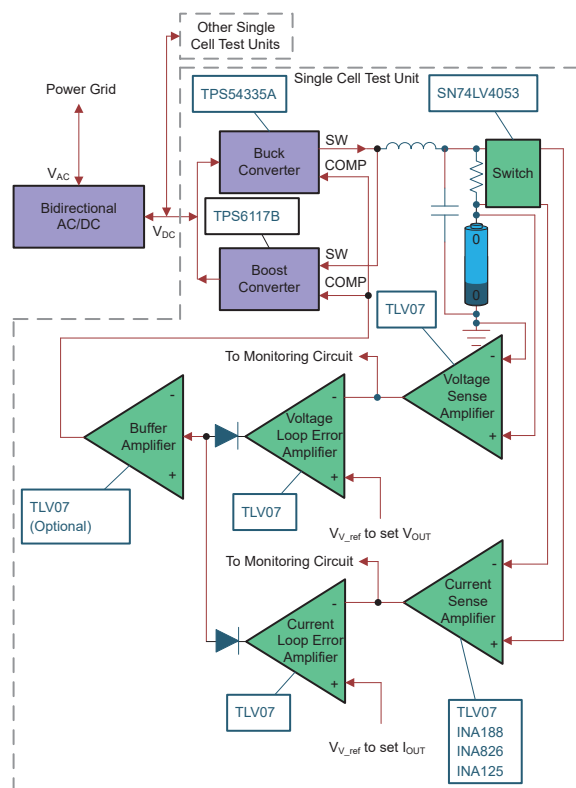 Other Single
Cell Test Units
Single Cell Test Unit
Power Grid
TPS54335A
SN74LV4053
SW
Buck
Converter
COMP
Switch
VAC
Bidirectional
AC/DC
VDC
TPS6117B
SW
Boost
Converter
COMP
0
0
TLV07
To Monitoring Circuit
-
Voltage
Sense
Amplifier
+
-
Buffer
Amplifier
+
-
Voltage
Loop Error
Amplifier
+
TLV07
(Optional)
TLV07
VV_ref to set VOUT
To Monitoring Circuit
-
Current
Sense
Amplifier
+
-
Current
Loop Error
Amplifier
+
TLV07
TLV07
INA188
INA826
INA125
VV_ref to set IOUT